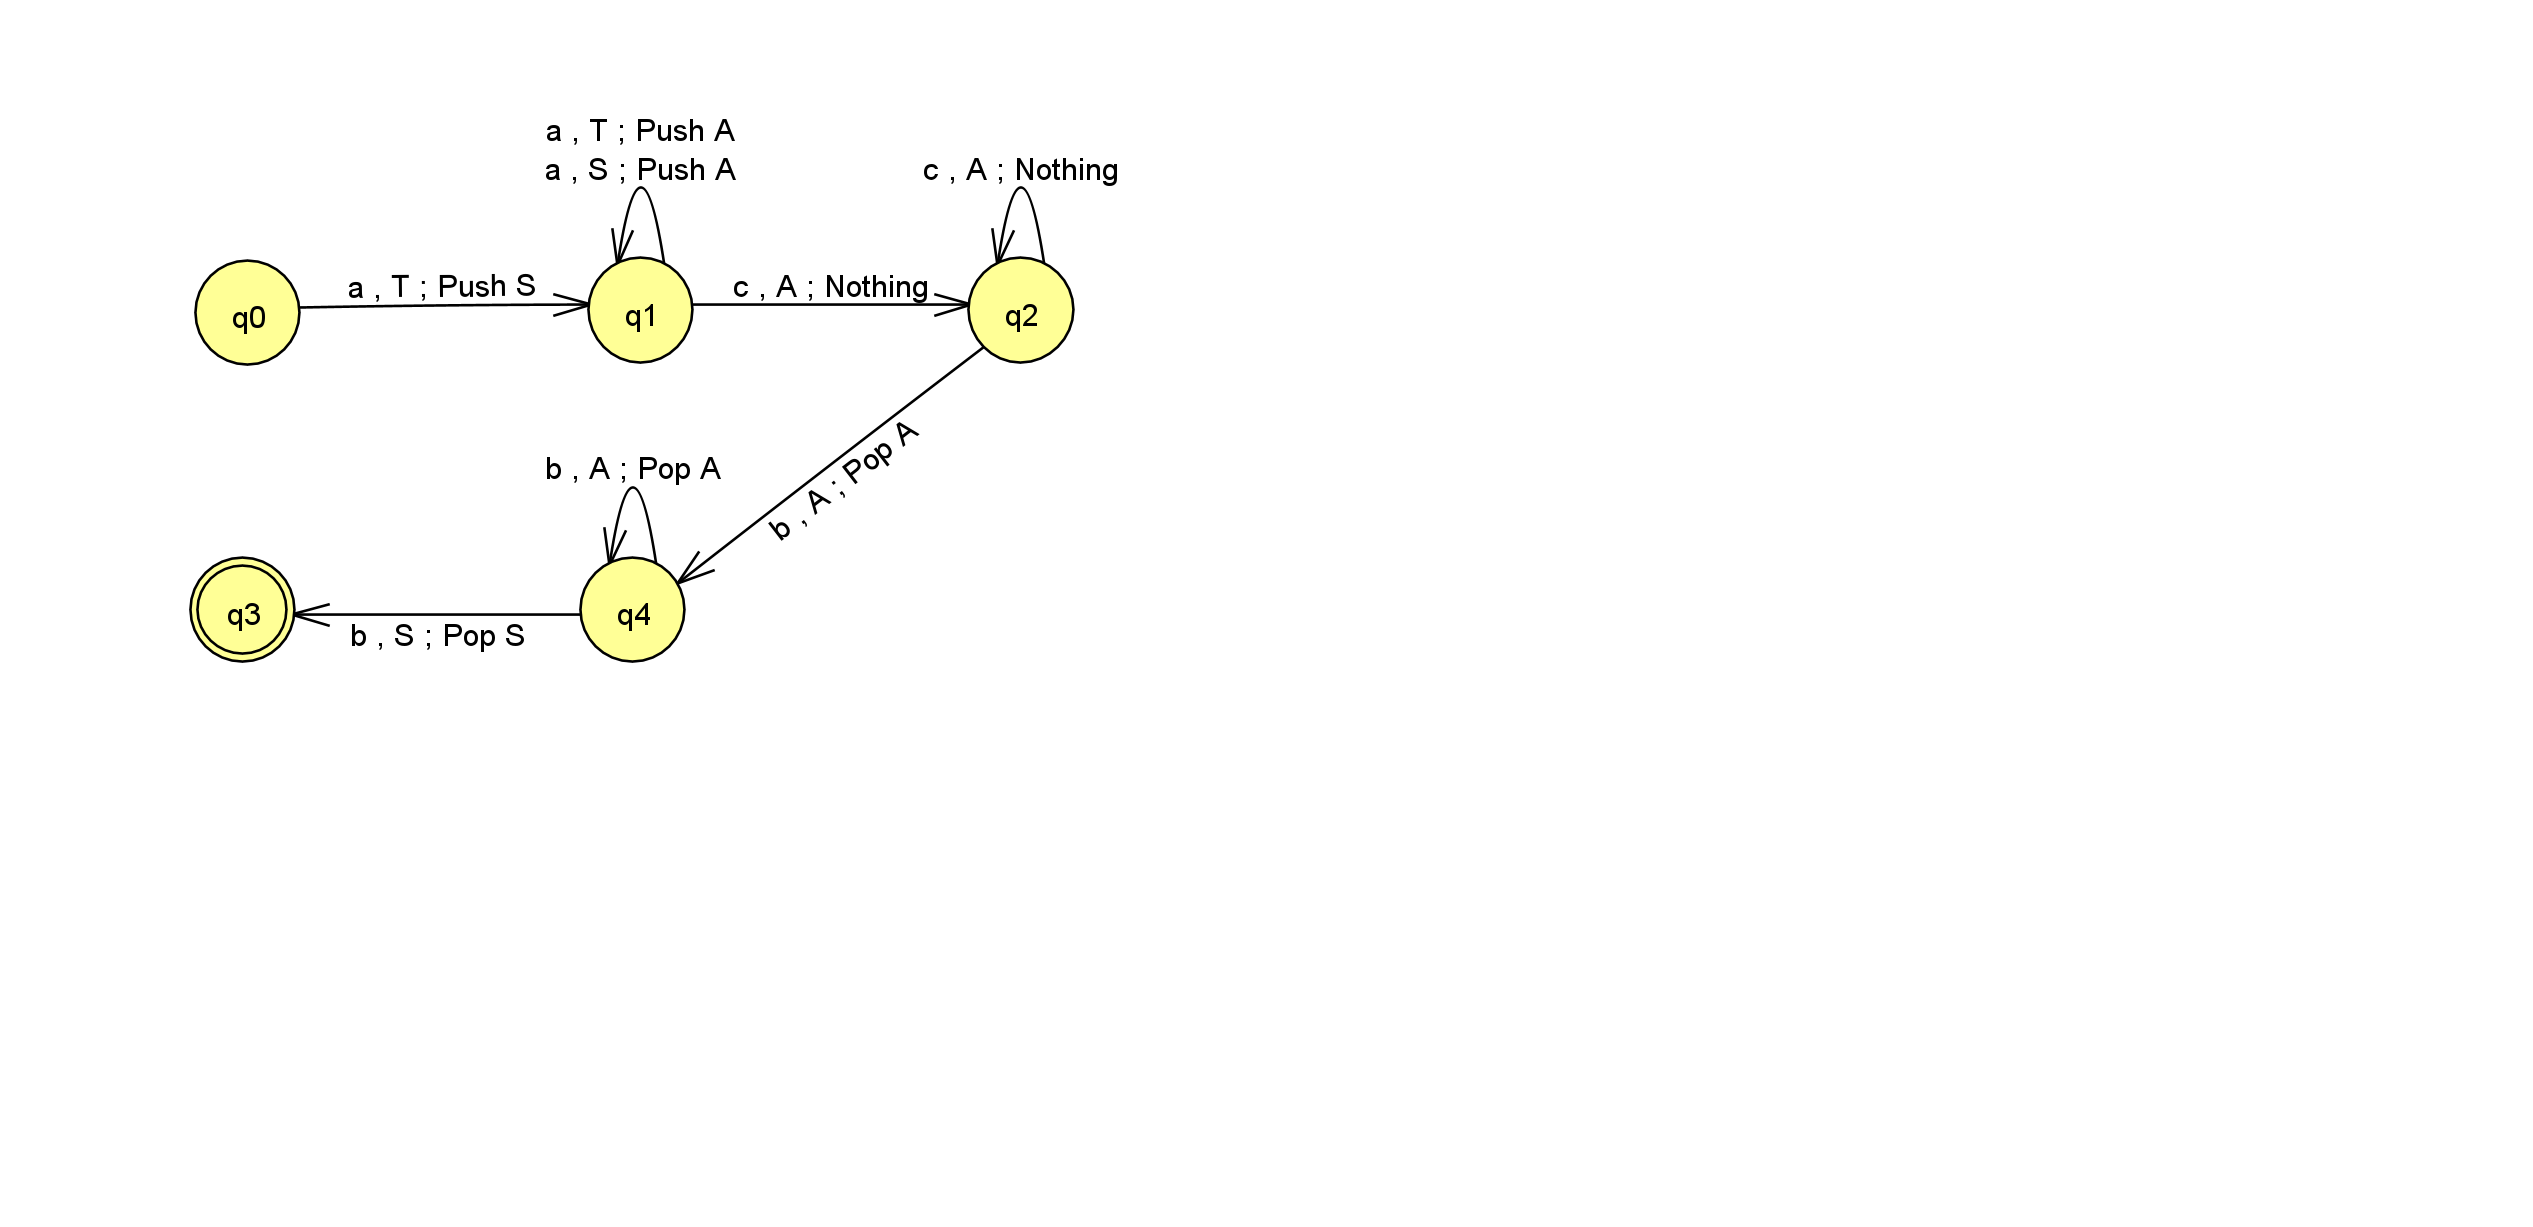 a , T ; Push A
a , S ; Push A
c , A ; Nothing
q0
a , T ; Push S
q1
c , A ; Nothing
q2
b , A ; Pop A
b , A ; Pop A
q3
b , S ; Pop S
q4